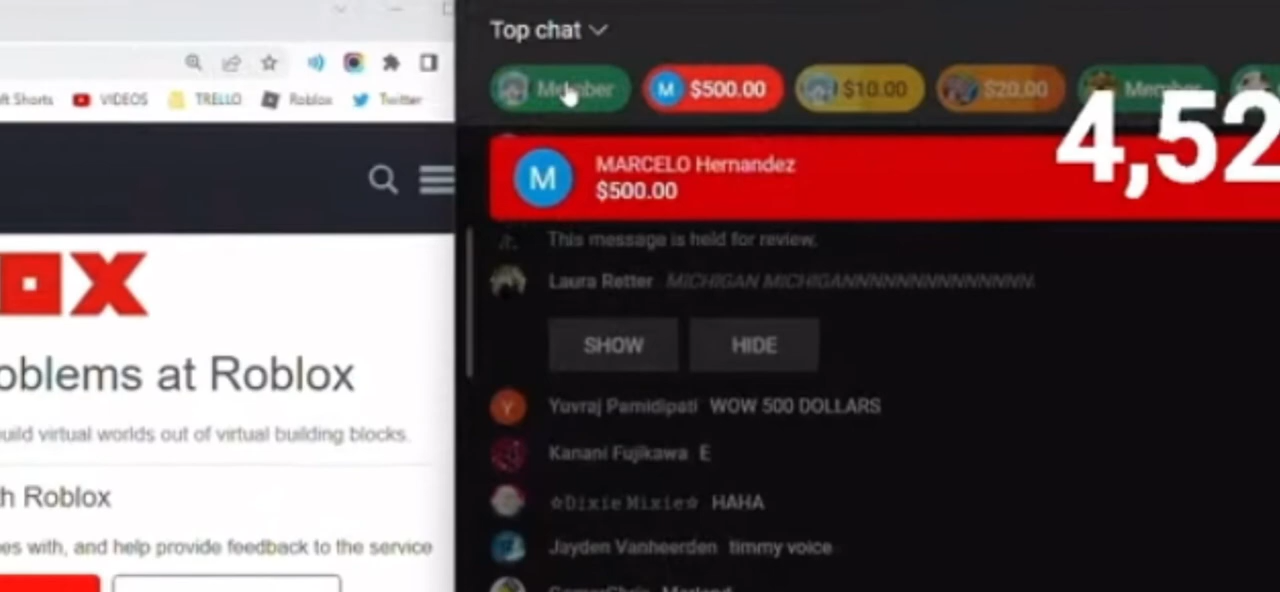 ft Shorts VIDEOS TRELLO Roblox Twitter
OX
oblems at Roblox
uild virtual worlds out of virtual building blocks.
h Roblox
es with, and help provide feedback to the service
Top chat
Member M $500.00 $10.00 $20.00 Member
4,52
M MARCELO Hernandez
$500.00
This message is held for review.
Laura Retter MICHIGAN MICHIGANNNNNNNNNNNNNNN
SHOW HIDE
Y Yuvraj Pamidipati WOW 500 DOLLARS
Kanani Fujikawa E
☆Dixie Mixie☆ HAHA
Jayden Vanheerden timmy voice